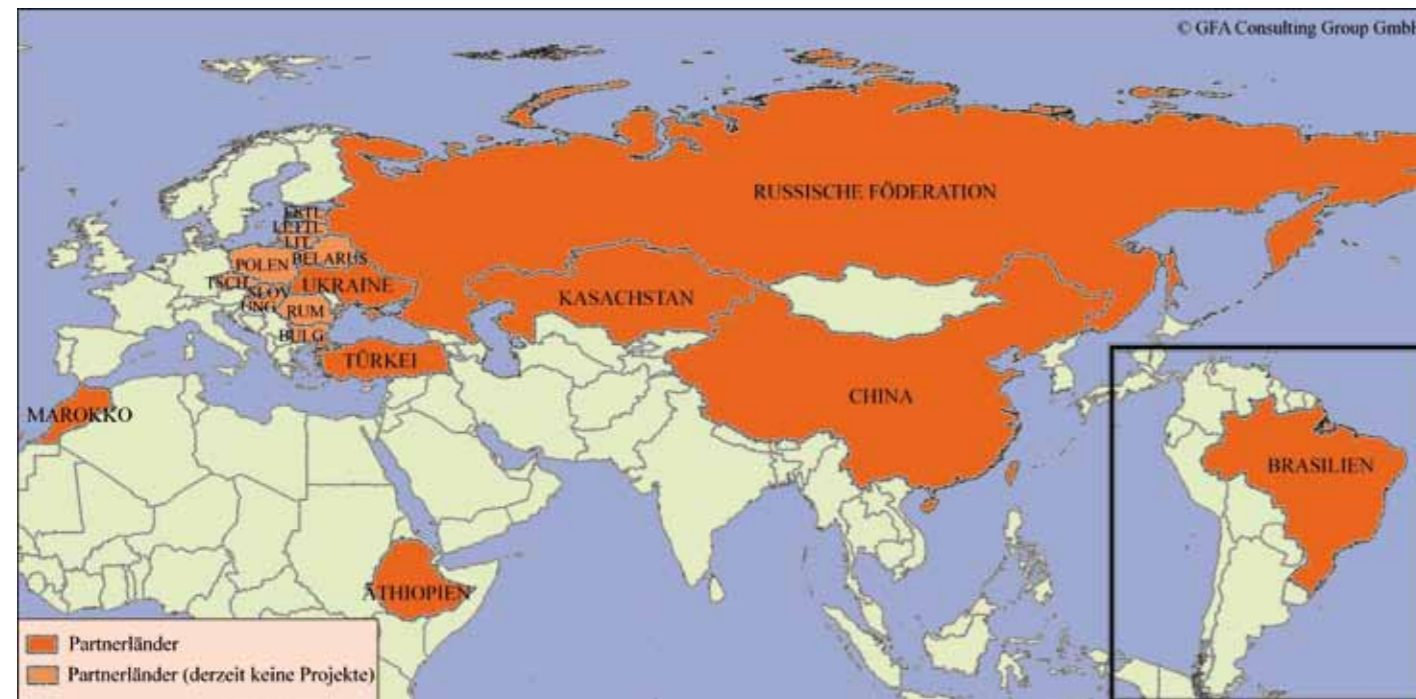 © GFA Consulting Group GmbH
RUSSISCHE FÖDERATION
ESTL
LETTL
LIT.
BELARUS
POLEN
TSCH
UKRAINE
SLOV
UNG
RUM
KASACHSTAN
BULG
TÜRKEI
CHINA
MAROKKO
BRASILIEN
ÄTHIOPIEN
Partnerländer
Partnerländer (derzeit keine Projekte)